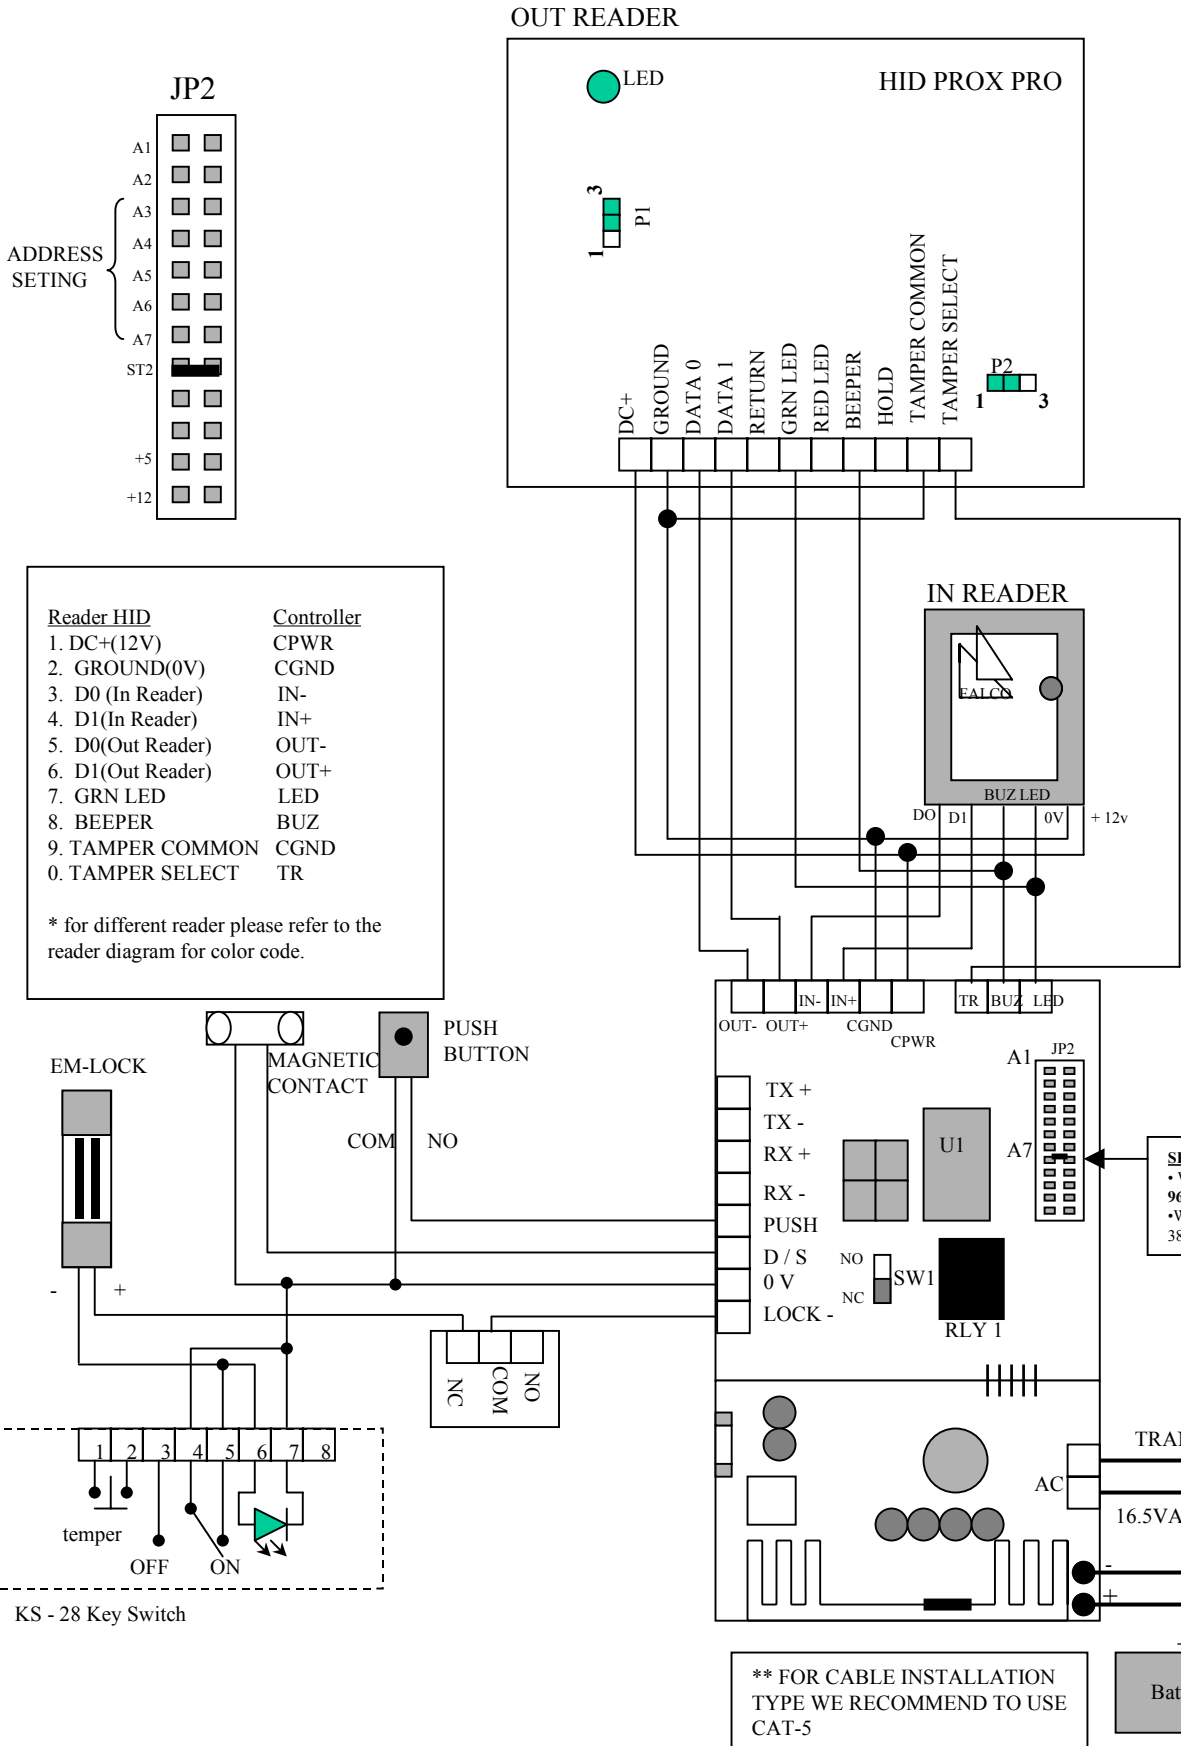 OUT READER
HID PROX PRO
LED
3
P1
1
DC+
GROUND
DATA 0
DATA 1
RETURN
GRN LED
RED LED
BEEPER
HOLD
TAMPER COMMON
TAMPER SELECT
P2
1 3
JP2
A1
A2
A3
A4
A5
A6
A7
ST2
+5
+12
ADDRESS
SETING
Reader HID Controller
1. DC+(12V) CPWR
2. GROUND(0V) CGND
3. D0 (In Reader) IN-
4. D1(In Reader) IN+
5. D0(Out Reader) OUT-
6. D1(Out Reader) OUT+
7. GRN LED LED
8. BEEPER BUZ
9. TAMPER COMMON CGND
0. TAMPER SELECT TR
* for different reader please refer to the
reader diagram for color code.
IN READER
FALCO
BUZ LED
DO D1 0V + 12v
IN- IN+ TR BUZ LED
OUT- OUT+ CGND
CPWR
MAGNETIC
CONTACT
PUSH
BUTTON
EM-LOCK
COM NO
- +
TX +
TX -
RX +
RX -
PUSH
D / S
0 V
LOCK -
JP2
A1
A7
U1
NO
NC
SW1
RLY 1
96
38
NC
COM
NO
1 2 3 4 5 6 7 8
temper
OFF ON
KS - 28 Key Switch
AC
16.5VA
-
+
** FOR CABLE INSTALLATION
TYPE WE RECOMMEND TO USE
CAT-5